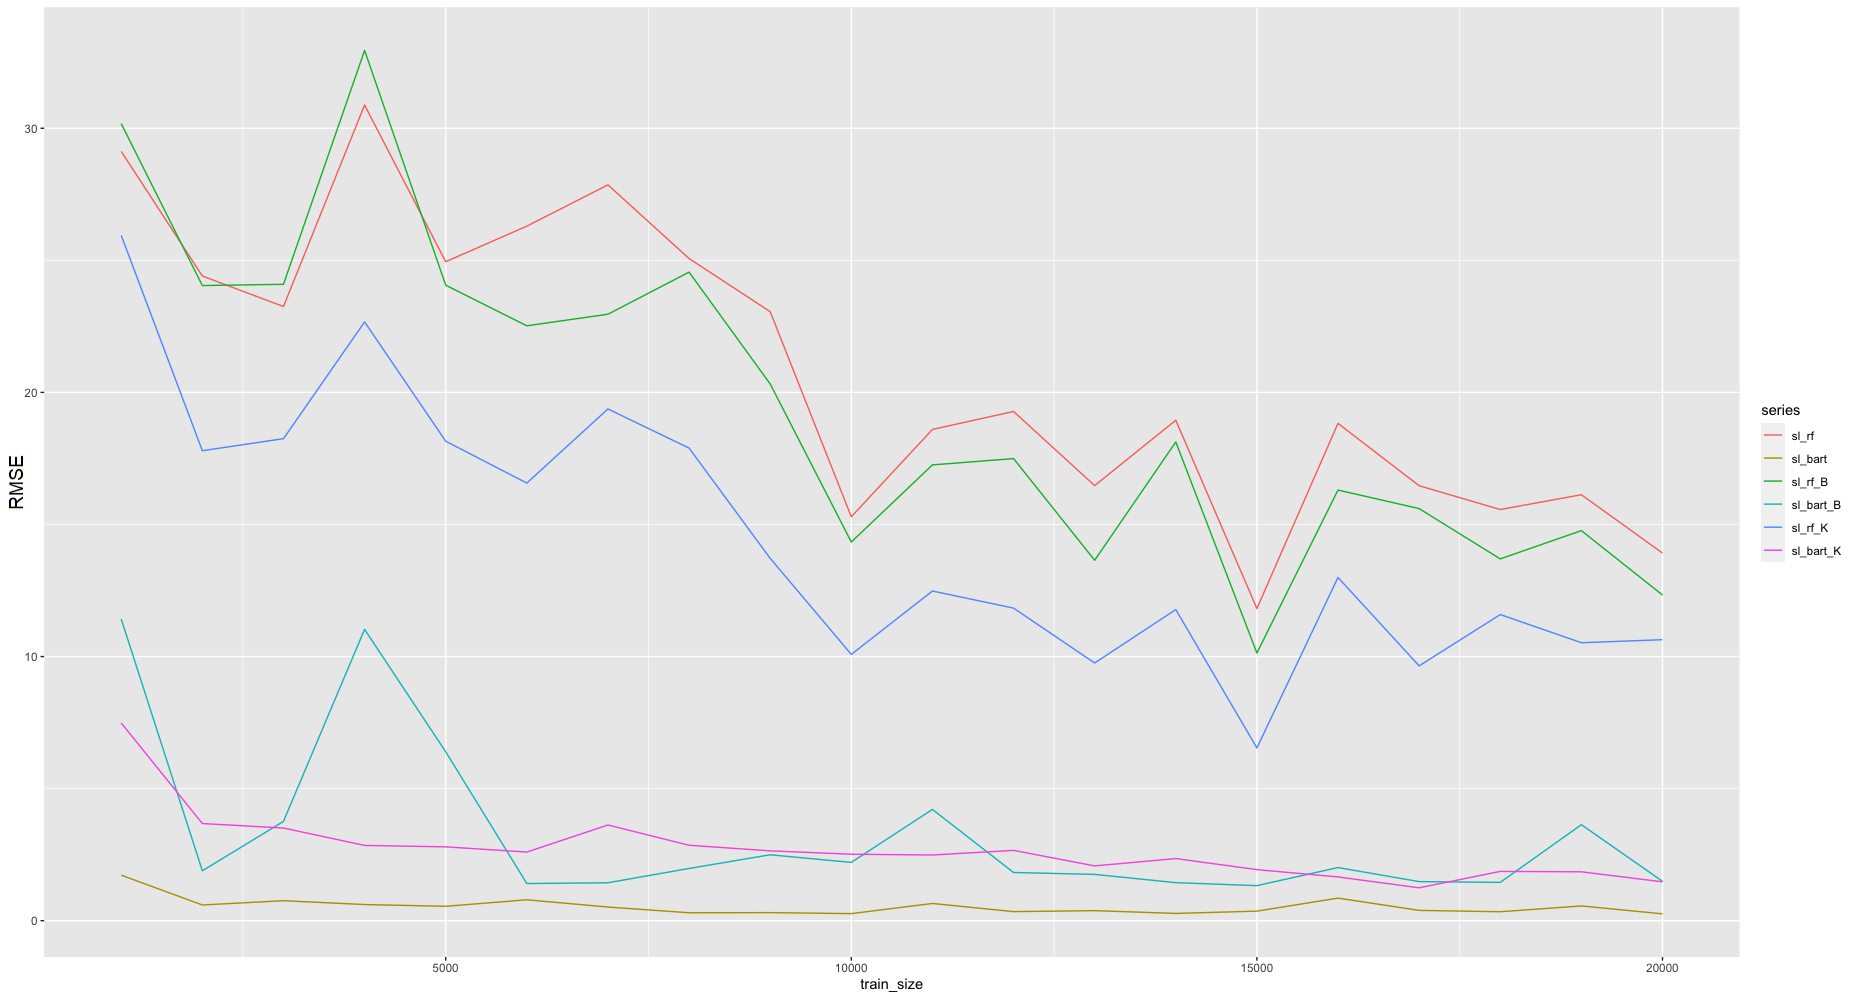 30
20
10
0
RMSE
5000
10000
15000
20000
train_size
series
sl_rf
sl_bart
sl_rf_B
sl_bart_B
sl_rf_K
sl_bart_K